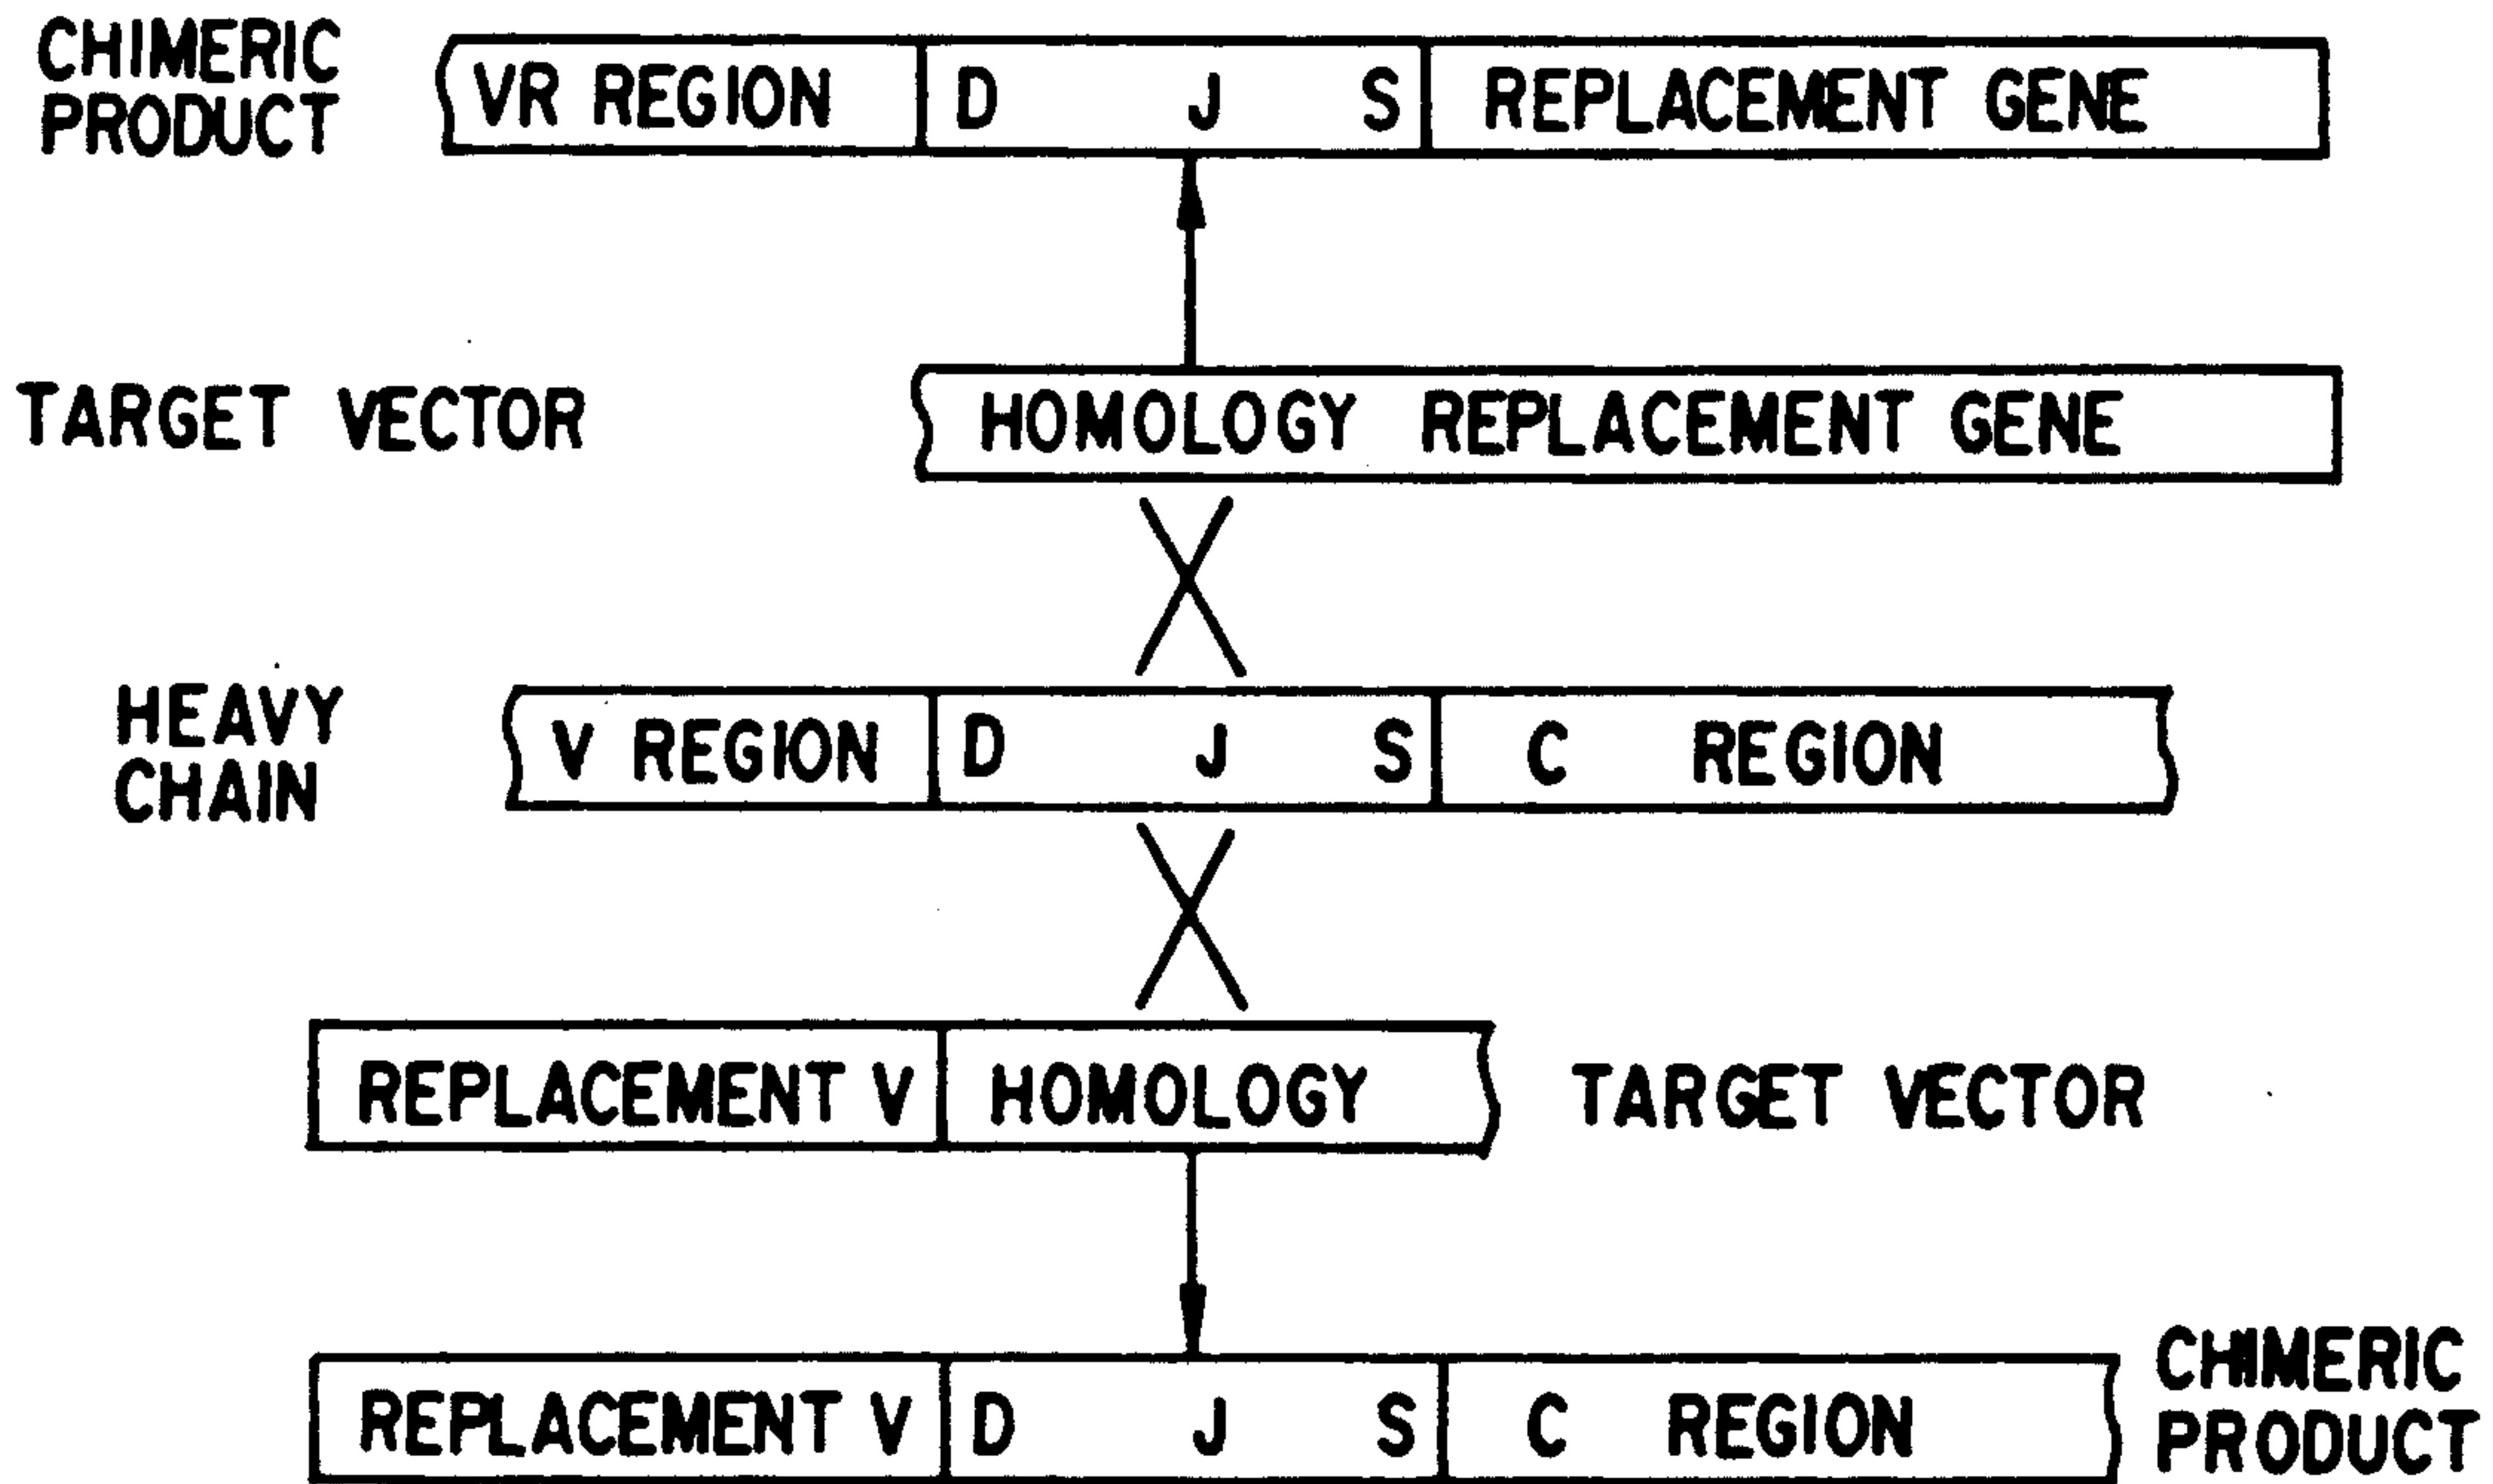 CHIMERIC
PRODUCT
VR REGION D J S REPLACEMENT GENE
TARGET VECTOR HOMOLOGY REPLACEMENT GENE
HEAVY
CHAIN
V REGION D J S C REGION
REPLACEMENT V HOMOLOGY TARGET VECTOR
CHIMERIC
PRODUCT
REPLACEMENT V D J S C REGION